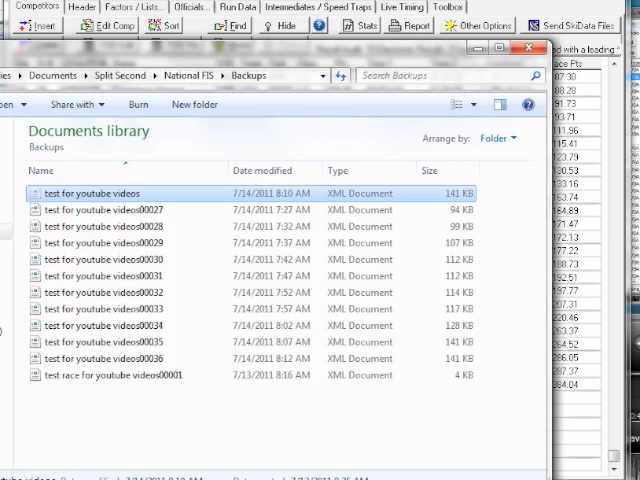 Competitors Header Factors / Lists... Officials... Run Data Intermediates / Speed Traps Live Timing Toolbox
Insert Edit Comp Sort Find Hide Stats Report Other Options Send SkiData Files
ed with a leading
Documents Split Second National FIS Backups Search Backups
Share with Burn New folder
Documents library
Backups
Arrange by: Folder
Name Date modified Type Size
test for youtube videos 7/14/2011 8:10 AM XML Document 141 KB
test for youtube videos00027 7/14/2011 7:27 AM XML Document 94 KB
test for youtube videos00028 7/14/2011 7:32 AM XML Document 99 KB
test for youtube videos00029 7/14/2011 7:37 AM XML Document 107 KB
test for youtube videos00030 7/14/2011 7:42 AM XML Document 112 KB
test for youtube videos00031 7/14/2011 7:47 AM XML Document 112 KB
test for youtube videos00032 7/14/2011 7:52 AM XML Document 114 KB
test for youtube videos00033 7/14/2011 7:57 AM XML Document 117 KB
test for youtube videos00034 7/14/2011 8:02 AM XML Document 128 KB
test for youtube videos00035 7/14/2011 8:07 AM XML Document 141 KB
test for youtube videos00036 7/14/2011 8:12 AM XML Document 141 KB
test race for youtube videos00001 7/13/2011 8:16 AM XML Document 4 KB
ace Pts
87.30
88.28
91.73
93.71
111.96
115.41
123.79
130.53
133.16
163.74
164.89
171.47
172.13
177.22
188.73
192.51
197.77
207.31
220.46
263.37
264.52
286.05
287.37
384.04